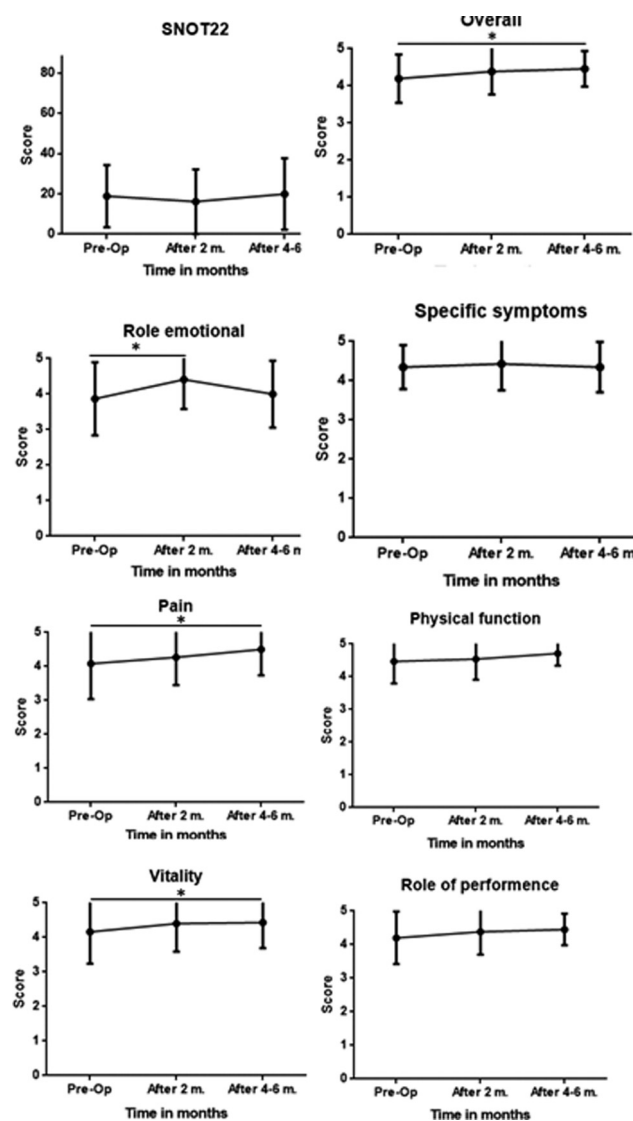 SNOT22
80
60
40
20
0
Score
Pre-Op After 2 m. After 4-6
Time in months
Overall
*
5
4
3
2
1
0
Score
Pre-Op After 2 m. After 4-6 m.
Role emotional
*
5
4
3
2
1
0
Score
Pre-Op After 2 m. After 4-6 m
Time in months
Specific symptoms
5
4
3
2
1
0
Score
Pre-Op After 2 m. After 4-6 m.
Time in months
Pain
*
5
4
3
2
1
0
Score
Pre-Op After 2 m. After 4-6 m.
Time in months
Physical function
5
4
3
2
1
0
Score
Pre-Op After 2 m. After 4-6 m.
Time in months
Vitality
*
5
4
3
2
1
0
Score
Pre-Op After 2 m. After 4-6 m.
Time in months
Role of performence
5
4
3
2
1
0
Score
Pre-Op After 2 m. After 4-6 m.
Time in months